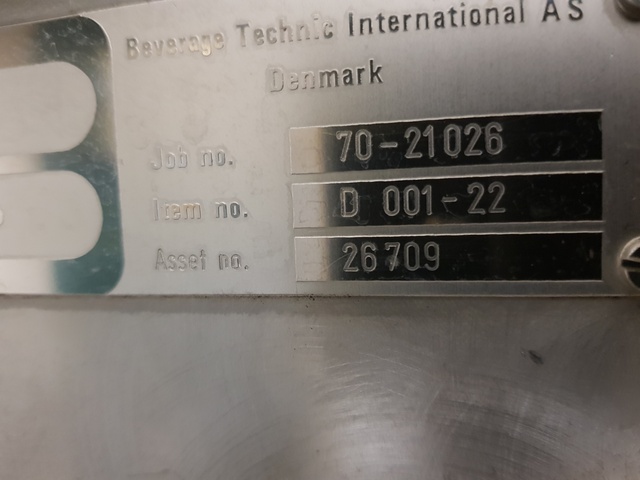 Beverage Technic International AS
Denmark
Job no. 70-21026
Item no. D 001-22
Asset no. 26709